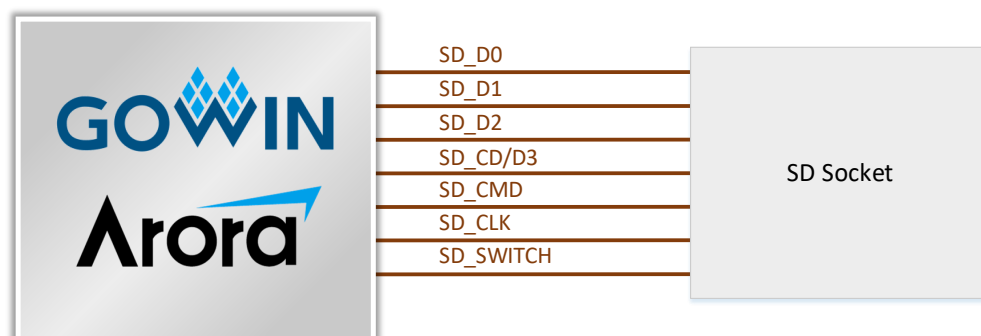 GOWIN
Arora
SD_D0
SD_D1
SD_D2
SD_CD/D3
SD_CMD
SD_CLK
SD_SWITCH
SD Socket